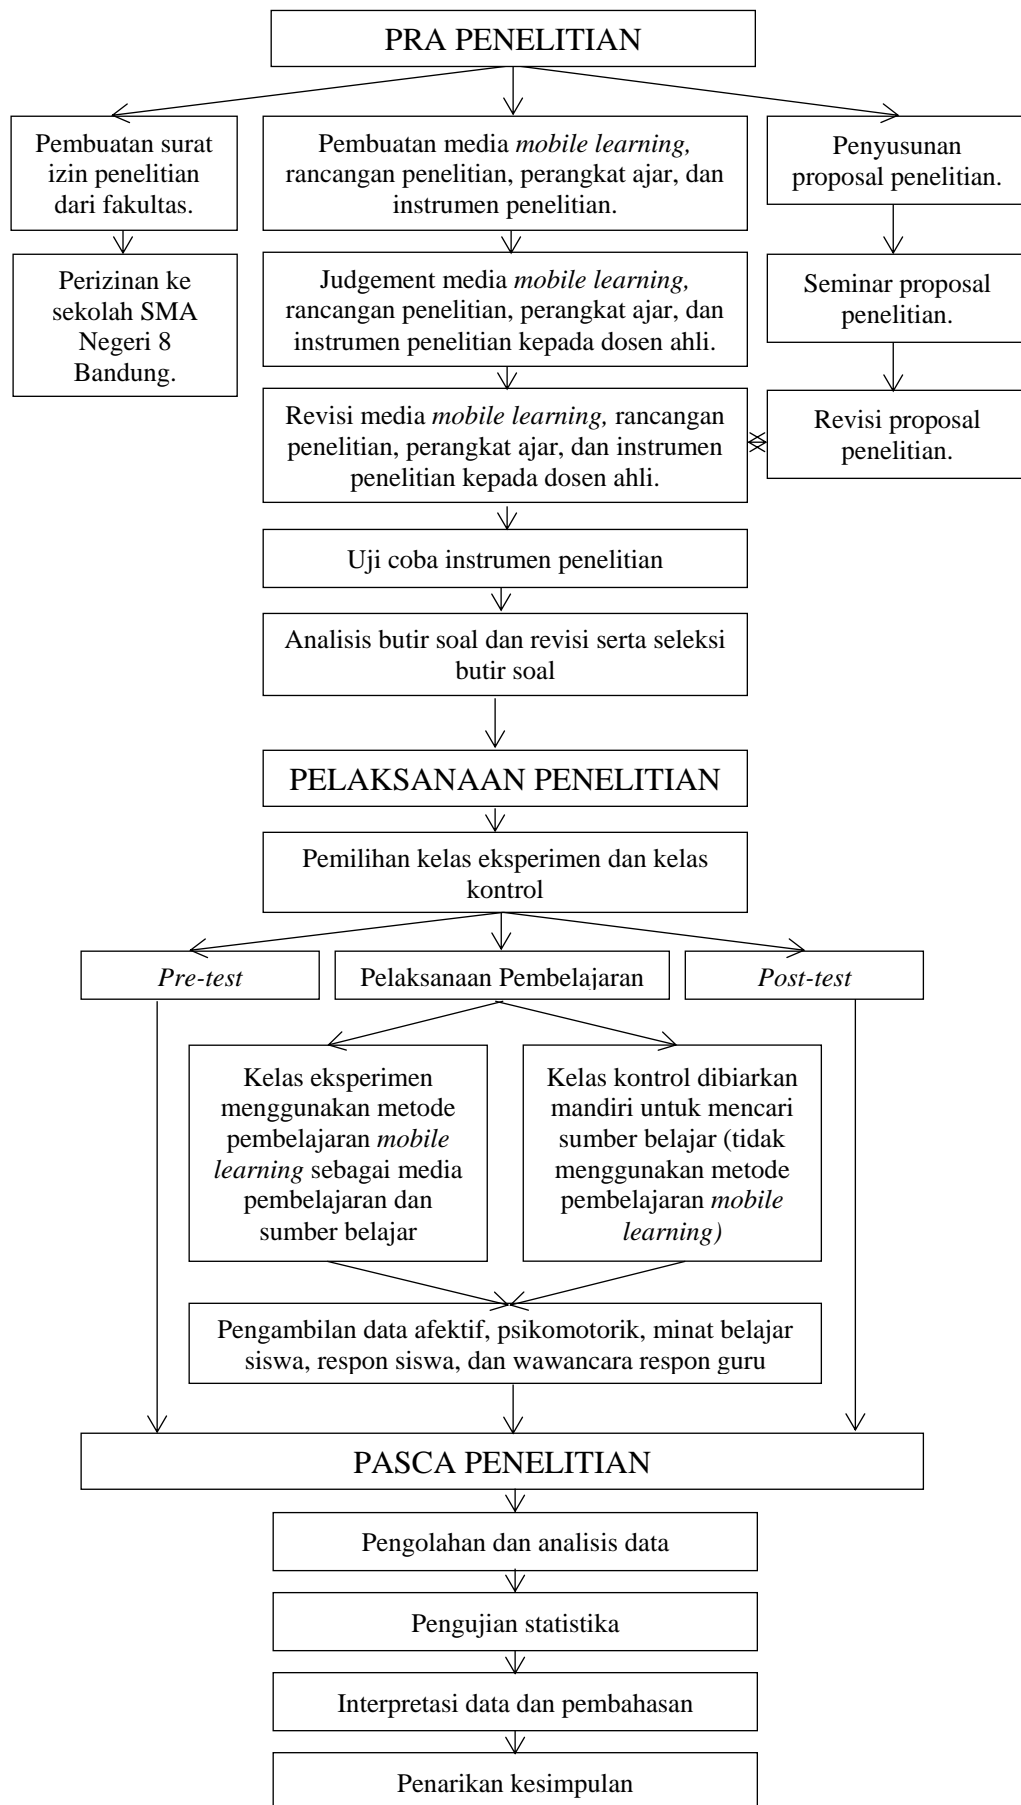 PRA PENELITIAN
Pembuatan surat
izin penelitian
dari fakultas.
Pembuatan media mobile learning,
rancangan penelitian, perangkat ajar, dan
instrumen penelitian.
Penyusunan
proposal penelitian.
Perizinan ke
sekolah SMA
Negeri 8
Bandung.
Judgement media mobile learning,
rancangan penelitian, perangkat ajar, dan
instrumen penelitian kepada dosen ahli.
Seminar proposal
penelitian.
Revisi media mobile learning, rancangan
penelitian, perangkat ajar, dan instrumen
penelitian kepada dosen ahli.
Revisi proposal
penelitian.
Uji coba instrumen penelitian
Analisis butir soal dan revisi serta seleksi
butir soal
PELAKSANAAN PENELITIAN
Pemilihan kelas eksperimen dan kelas
kontrol
Pre-test
Pelaksanaan Pembelajaran
Post-test
Kelas eksperimen
menggunakan metode
pembelajaran mobile
learning sebagai media
pembelajaran dan
sumber belajar
Kelas kontrol dibiarkan
mandiri untuk mencari
sumber belajar (tidak
menggunakan metode
pembelajaran mobile
learning)
Pengambilan data afektif, psikomotorik, minat belajar
siswa, respon siswa, dan wawancara respon guru
PASCA PENELITIAN
Pengolahan dan analisis data
Pengujian statistika
Interpretasi data dan pembahasan
Penarikan kesimpulan